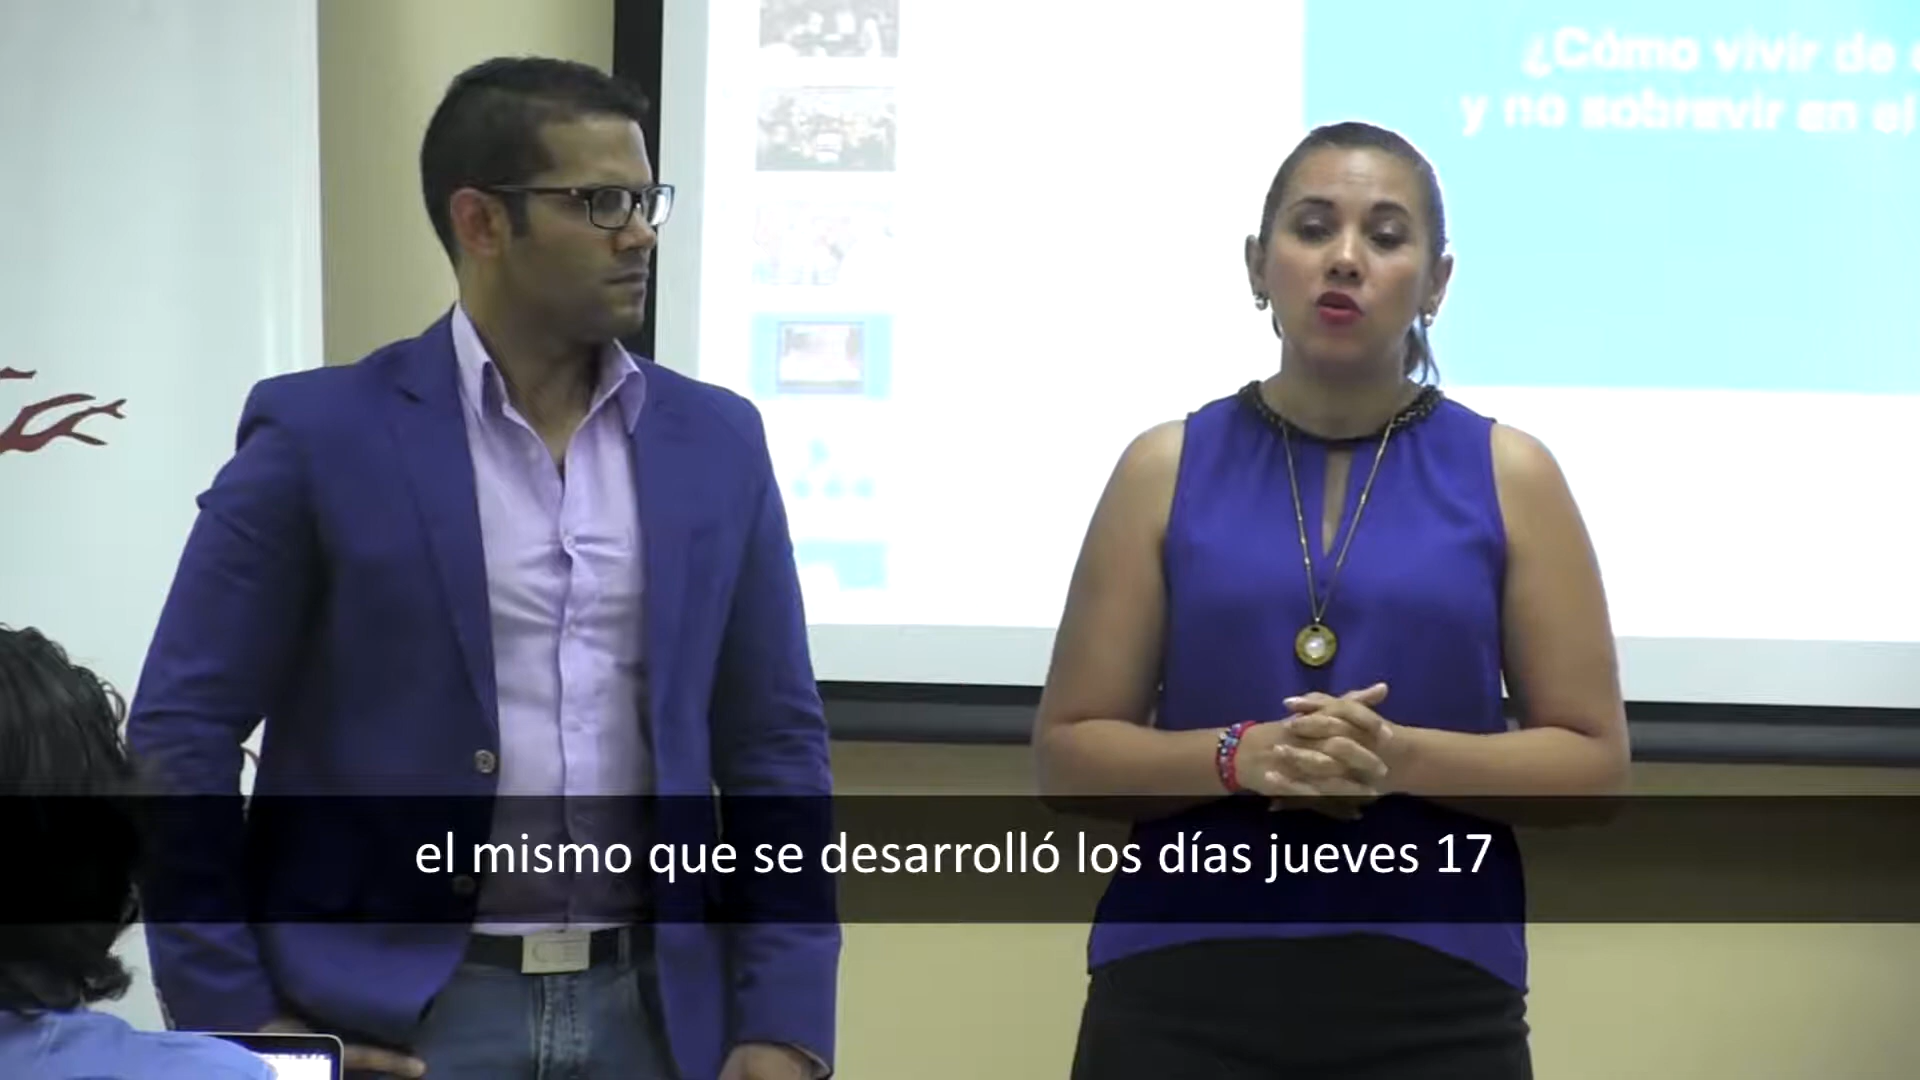 ¿Cómo vivir de
y no sobrevivir en el
el mismo que se desarrolló los días jueves 17